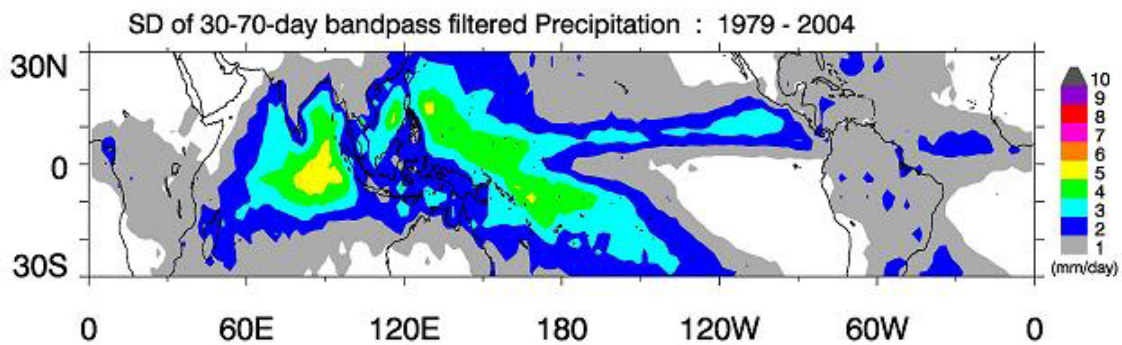 SD of 30-70-day bandpass filtered Precipitation : 1979 - 2004
30N
0
30S
0 60E 120E 180 120W 60W 0
10
9
8
7
6
5
4
3
2
1
(mm/day)